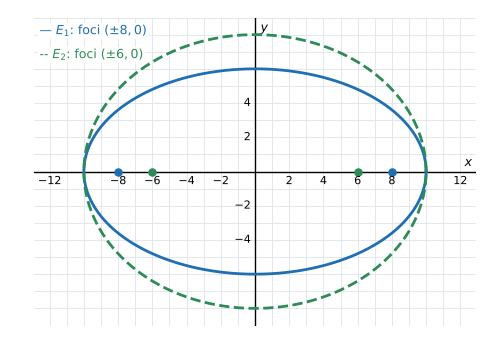 — E₁: foci (±8, 0)
-- E₂: foci (±6, 0)
y
4
2
x
−12 −8 −6 −4 −2 2 4 6 8 12
−2
−4